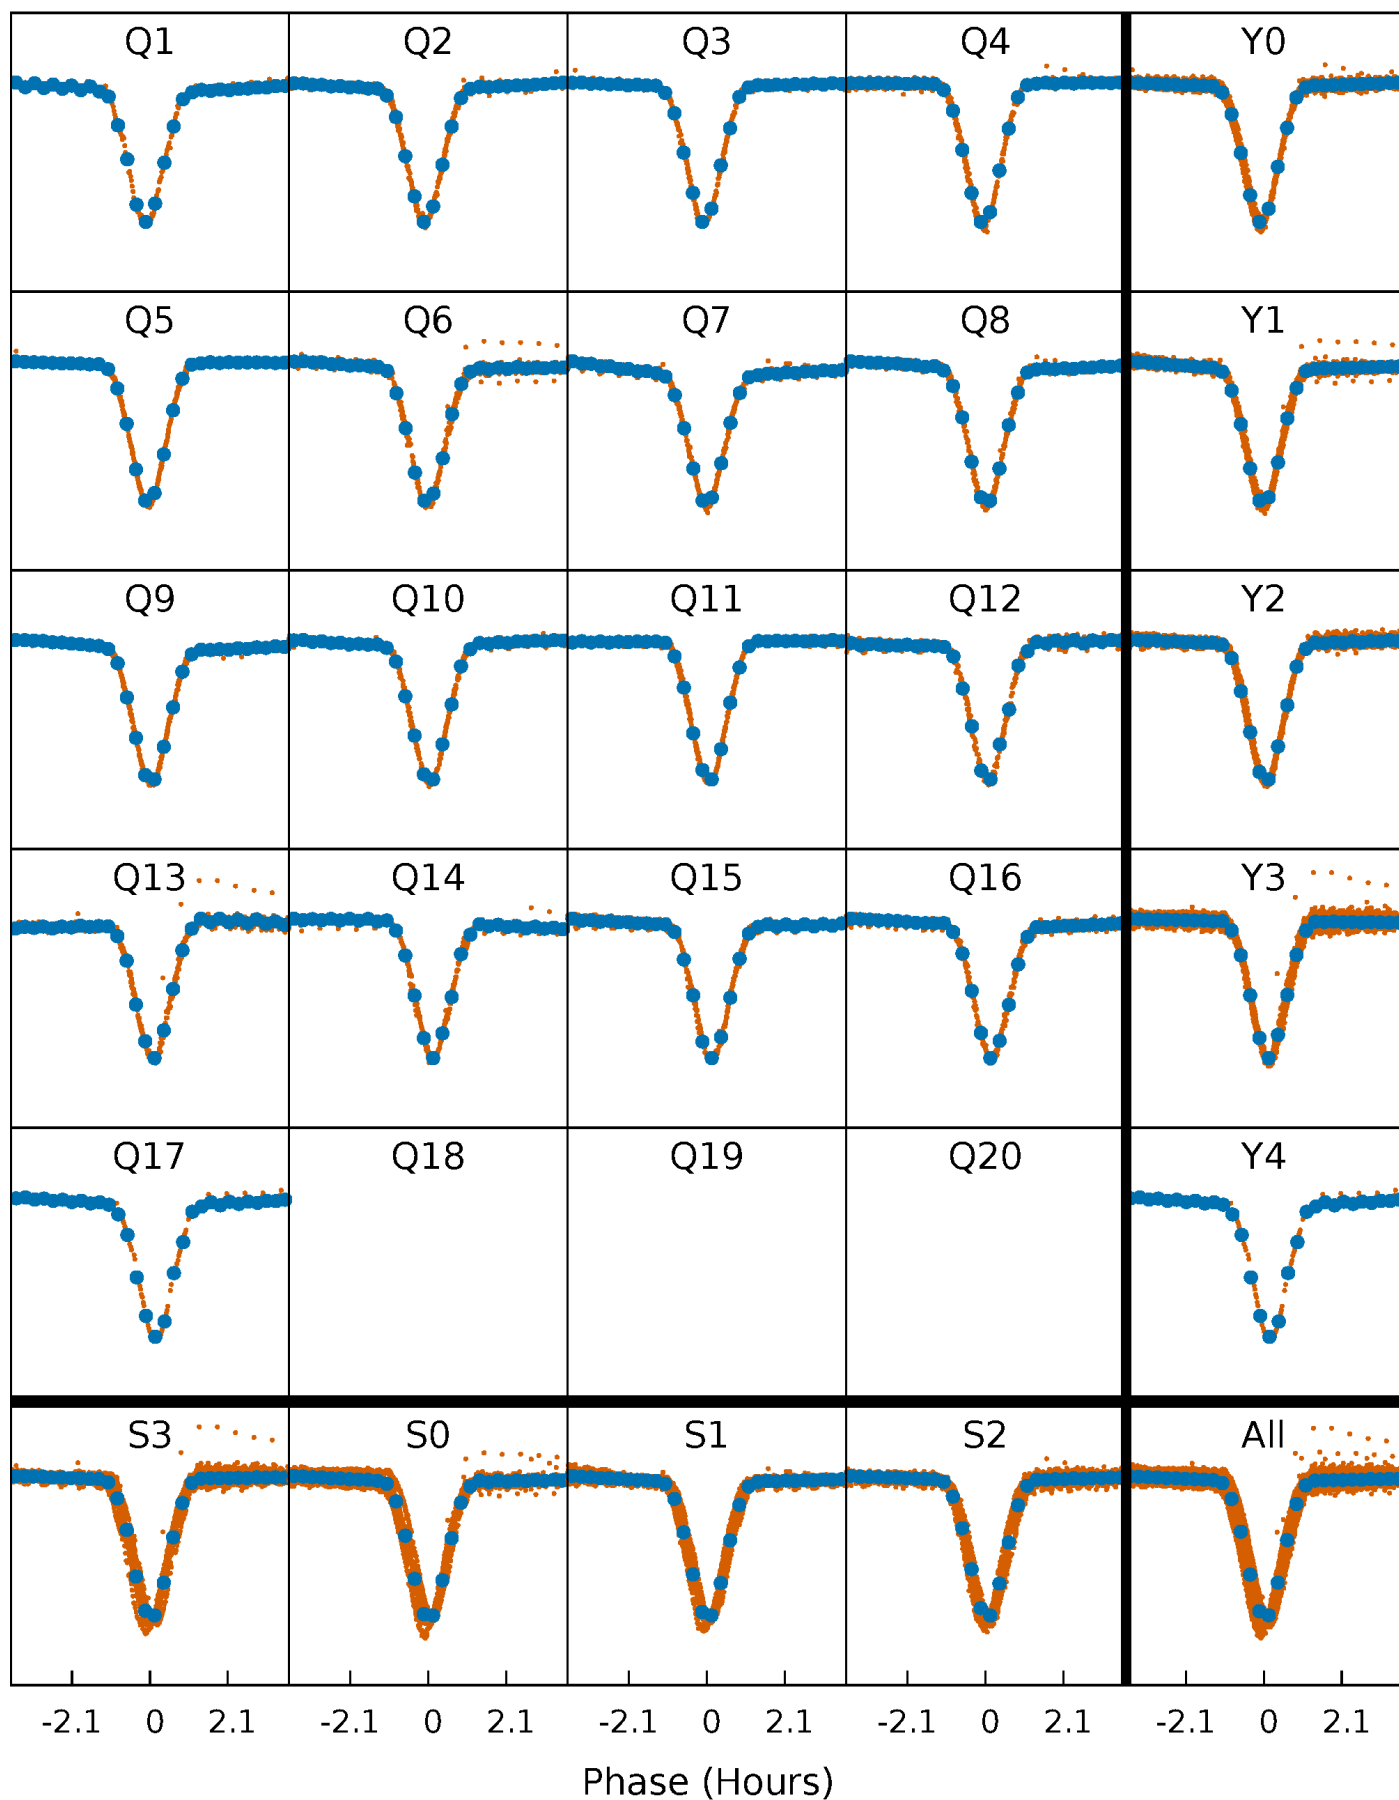 Q1 Q2 Q3 Q4 Y0
Q5 Q6 Q7 Q8 Y1
Q9 Q10 Q11 Q12 Y2
Q13 Q14 Q15 Q16 Y3
Q17 Q18 Q19 Q20 Y4
S3 S0 S1 S2 All
-2.1 0 2.1 -2.1 0 2.1 -2.1 0 2.1 -2.1 0 2.1 -2.1 0 2.1
Phase (Hours)